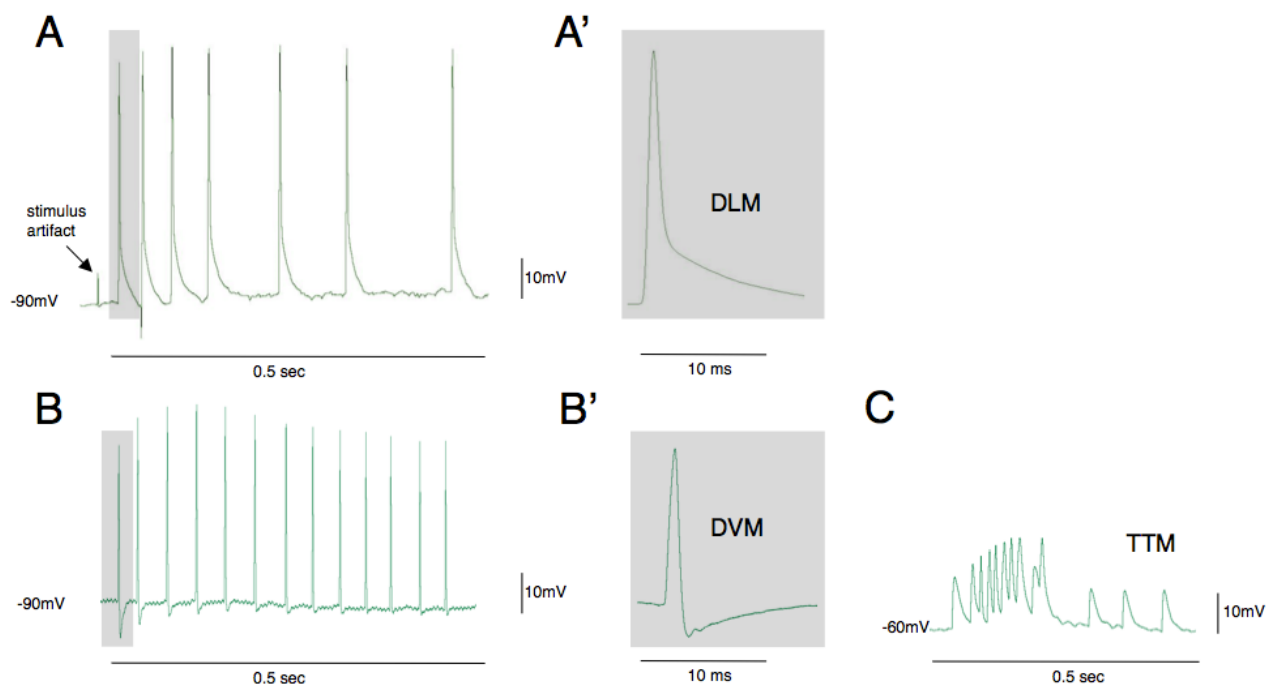 A
A’
stimulus
artifact
DLM
10mV
-90mV
0.5 sec
10 ms
B
B’
C
DVM
TTM
10mV
-90mV
10mV
-60mV
0.5 sec
10 ms
0.5 sec